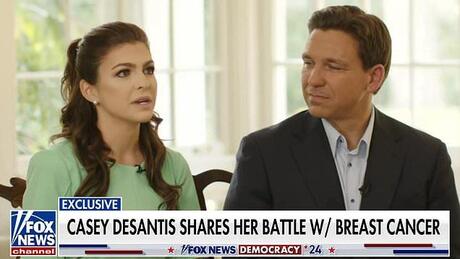 EXCLUSIVE
CASEY DESANTIS SHARES HER BATTLE W/ BREAST CANCER
FOX
NEWS
channel
FOX NEWS DEMOCRACY '24